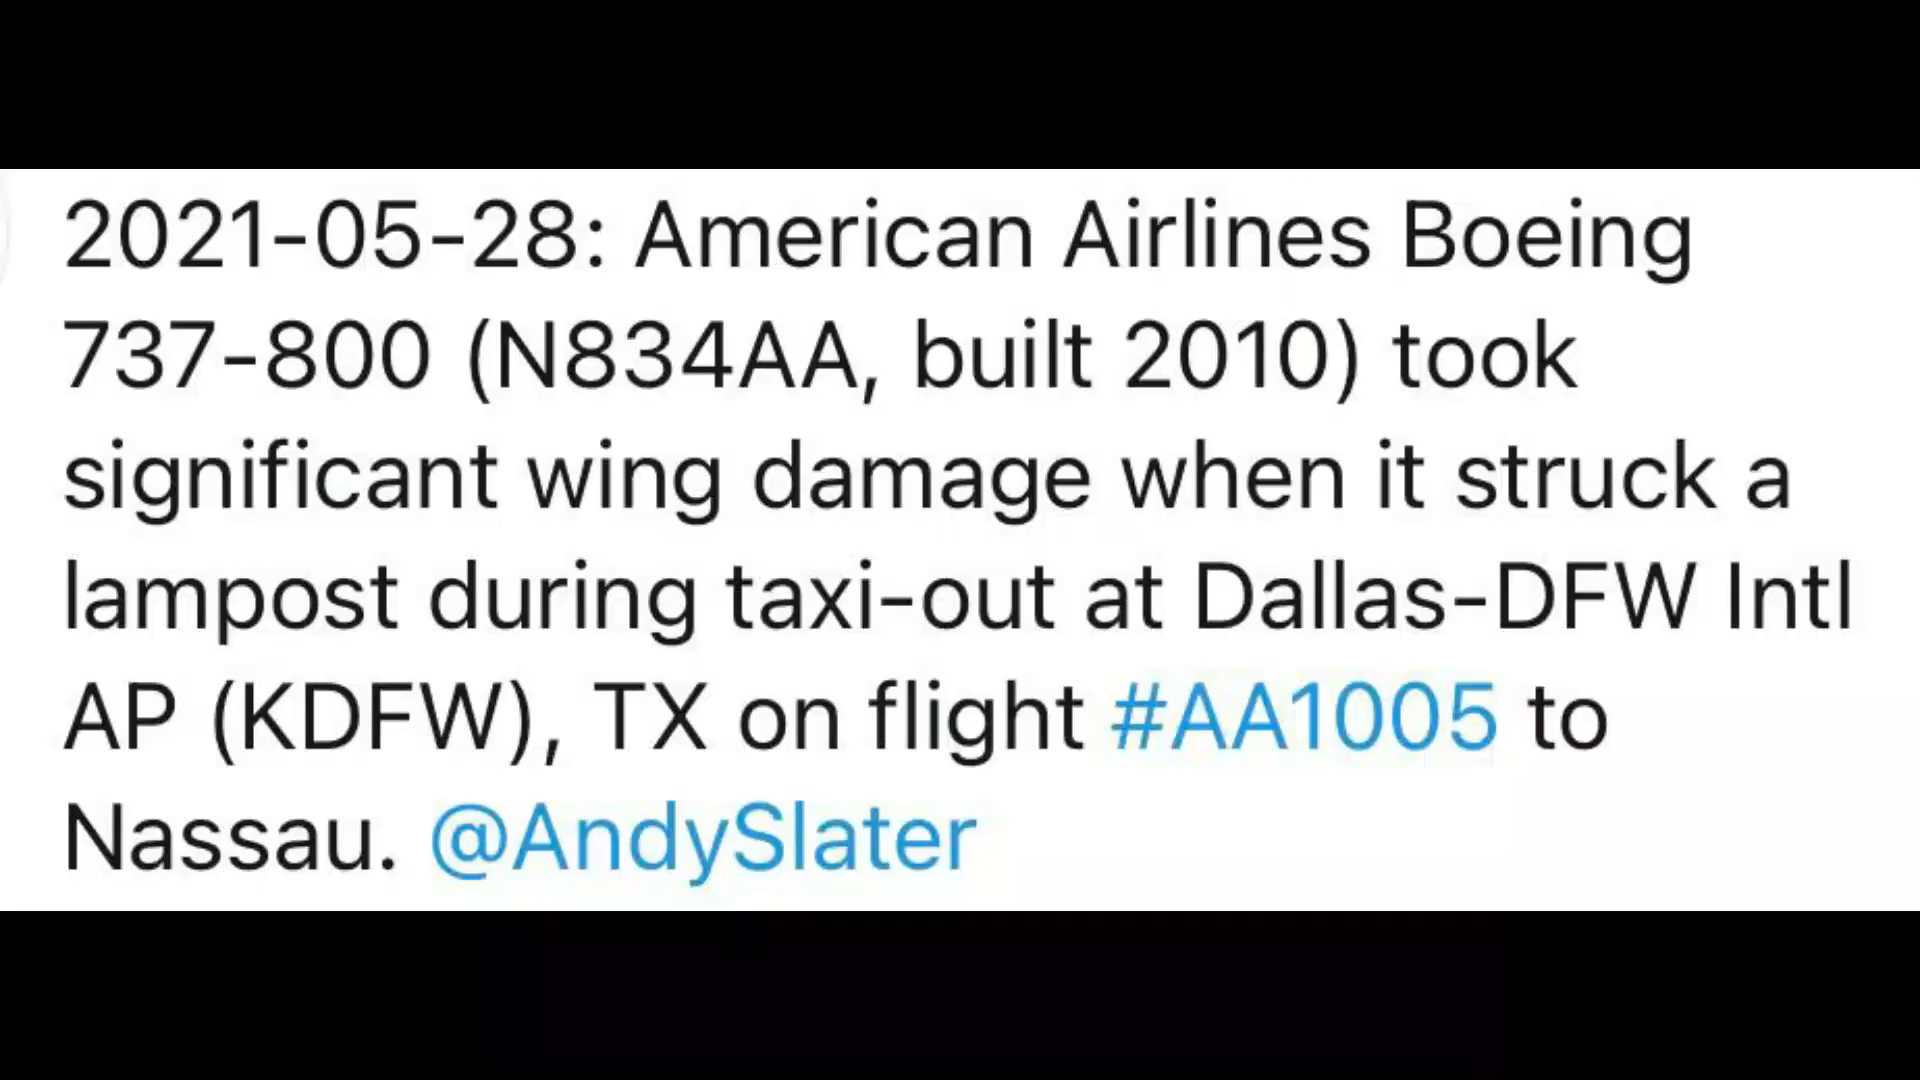 2021-05-28: American Airlines Boeing
737-800 (N834AA, built 2010) took
significant wing damage when it struck a
lampost during taxi-out at Dallas-DFW Intl
AP (KDFW), TX on flight #AA1005 to
Nassau. @AndySlater